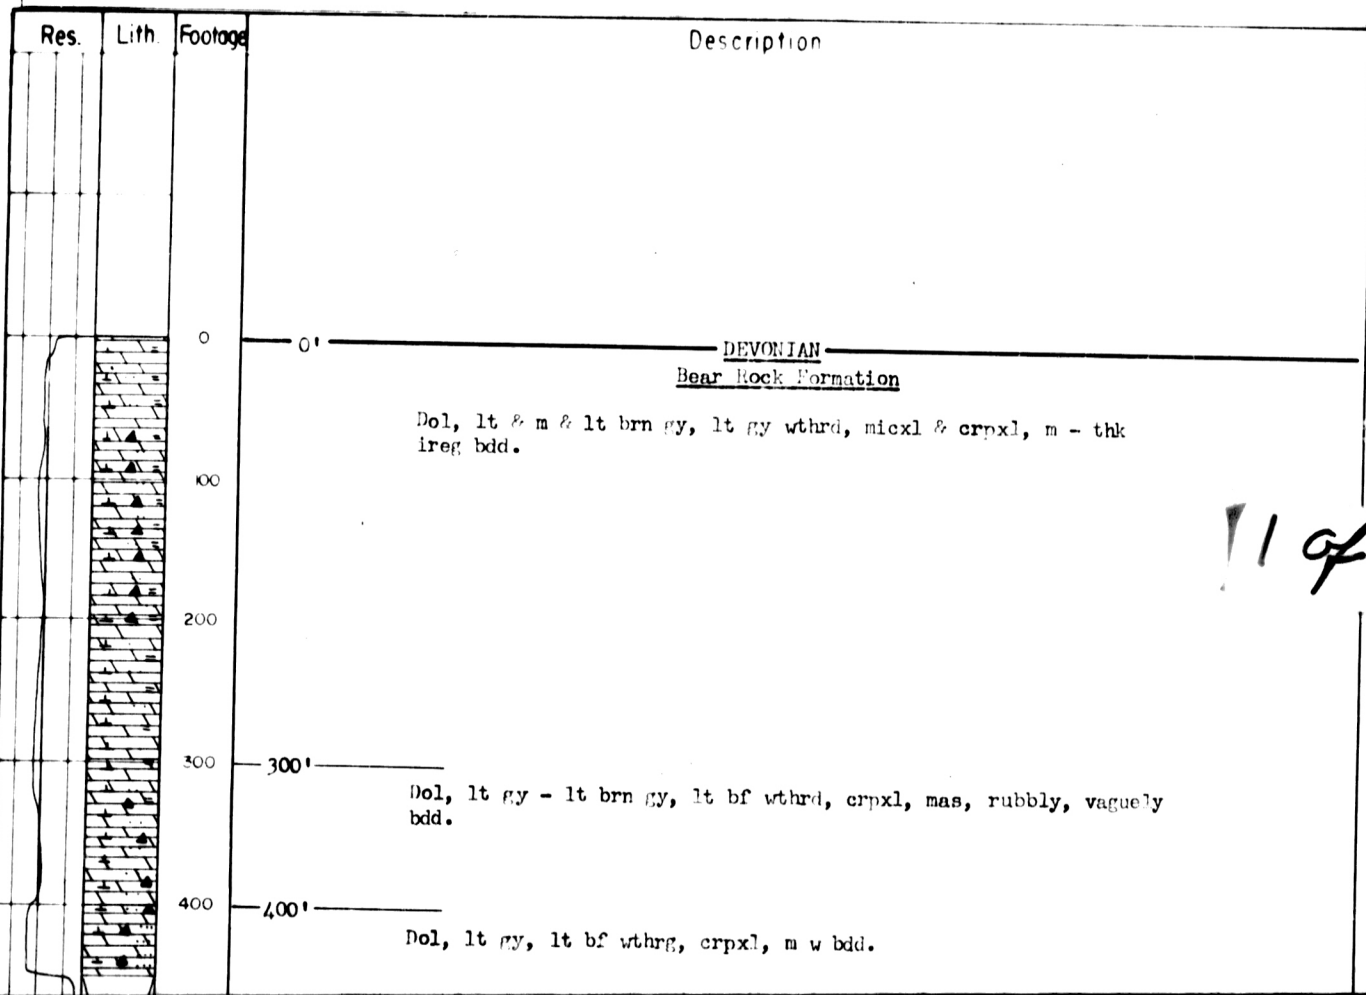 Res. Lith. Footage Description
0 0' DEVONIAN
Bear Rock Formation
Dol, lt & m & lt brn gy, lt gy wthrd, micxl & crpxl, m - thk
ireg bdd.
100
1 of
200
300 300'
Dol, lt gy - lt brn gy, lt bf wthrd, crpxl, mas, rubbly, vaguely
bdd.
400 400'
Dol, lt gy, lt bf wthrg, crpxl, m w bdd.